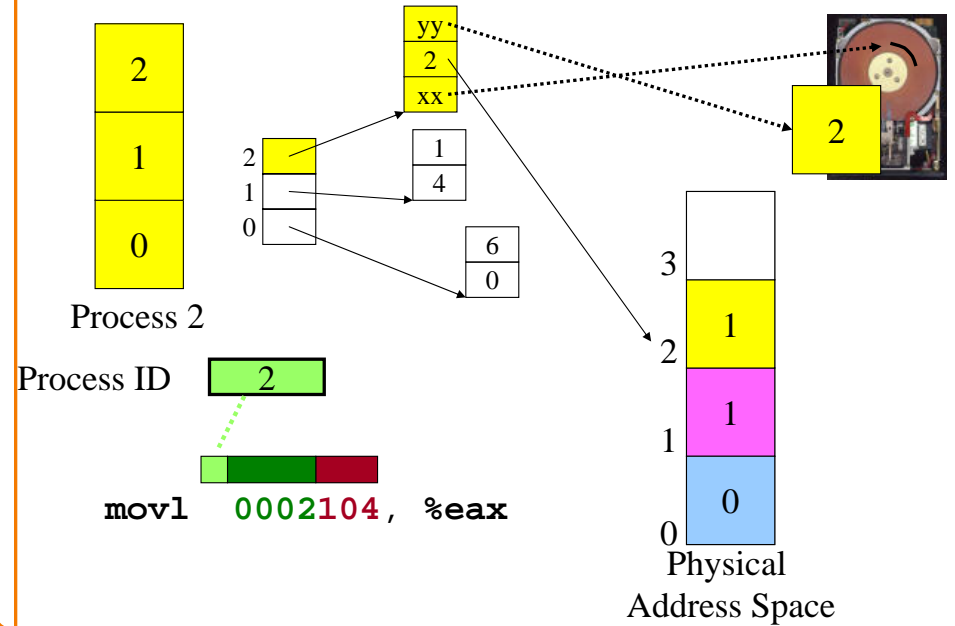 2
1
0
Process 2
yy
2
xx
2
1
0
1
4
6
0
2
3
2
1
0
1
1
0
Physical
Address Space
Process ID
2
movl 0002104, %eax